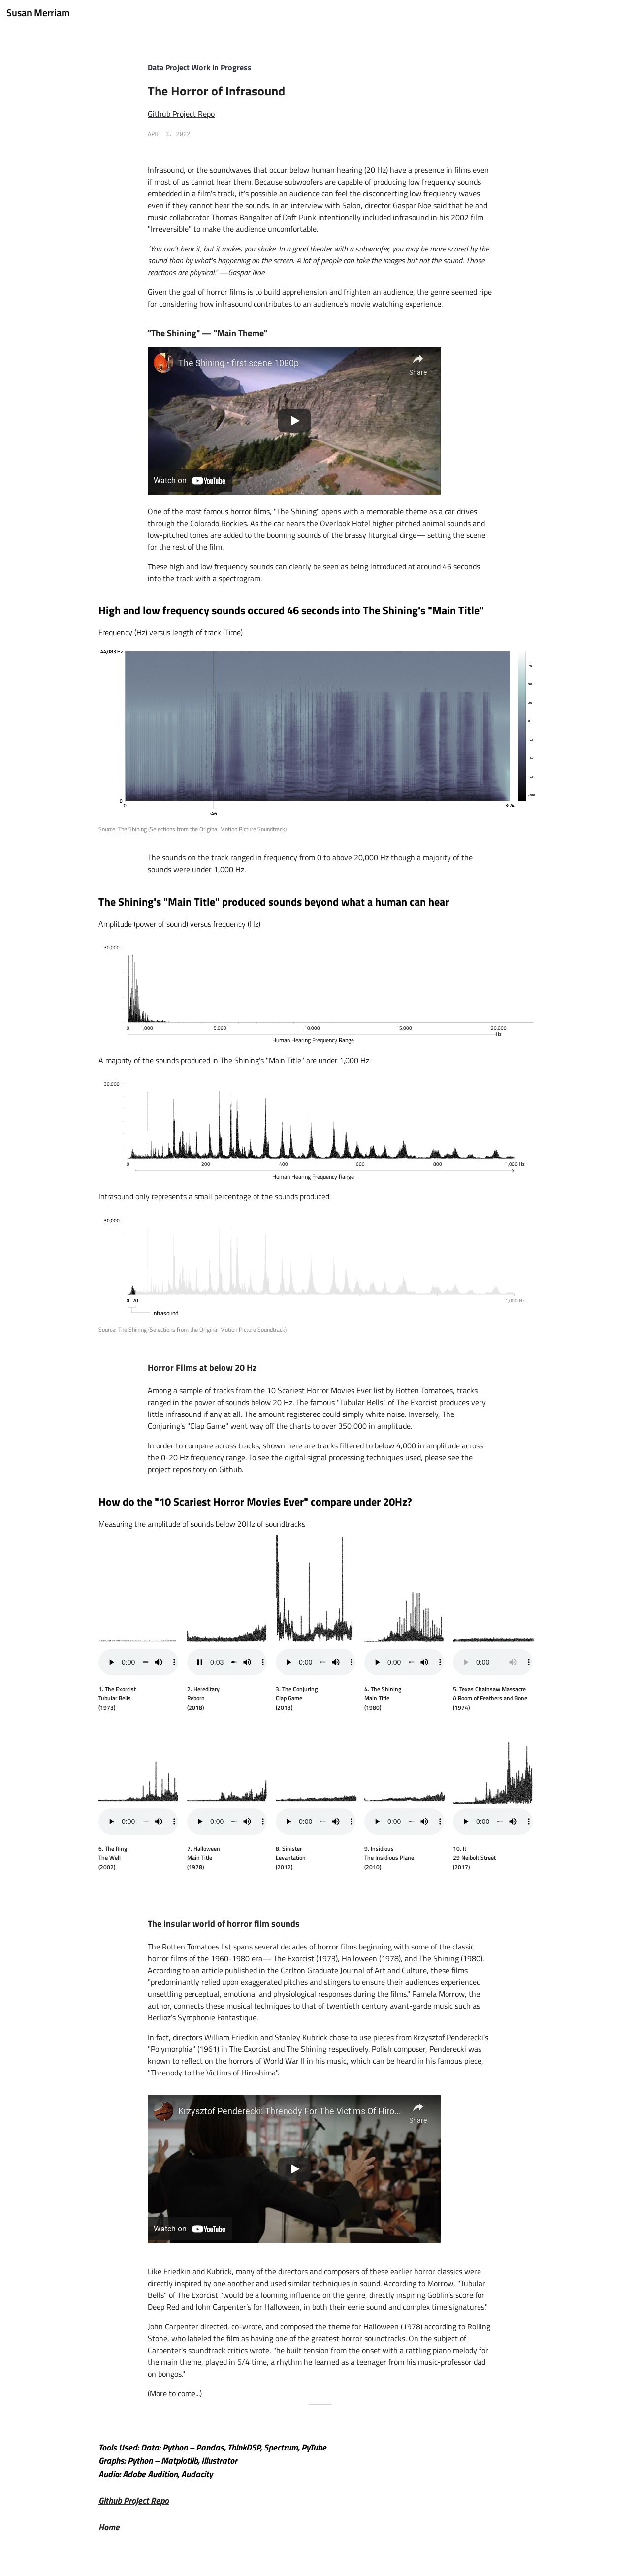 Susan Merriam
Data Project Work in Progress
The Horror of Infrasound
Github Project Repo
APR. 3, 2022
Infrasound, or the soundwaves that occur below human hearing (20 Hz) have a presence in films even
if most of us cannot hear them. Because subwoofers are capable of producing low frequency sounds
embedded in a film's track, it's possible an audience can feel the disconcerting low frequency waves
even if they cannot hear the sounds. In an interview with Salon, director Gaspar Noe said that he and
music collaborator Thomas Bangalter of Daft Punk intentionally included infrasound in his 2002 film
"Irreversible" to make the audience uncomfortable.
"You can't hear it, but it makes you shake. In a good theater with a subwoofer, you may be more scared by the
sound than by what's happening on the screen. A lot of people can take the images but not the sound. Those
reactions are physical." —Gaspar Noe
Given the goal of horror films is to build apprehension and frighten an audience, the genre seemed ripe
for considering how infrasound contributes to an audience's movie watching experience.
"The Shining" — "Main Theme"
The Shining • first scene 1080p
Share
Watch on YouTube
One of the most famous horror films, "The Shining" opens with a memorable theme as a car drives
through the Colorado Rockies. As the car nears the Overlook Hotel higher pitched animal sounds and
low-pitched tones are added to the booming sounds of the brassy liturgical dirge— setting the scene
for the rest of the film.
These high and low frequency sounds can clearly be seen as being introduced at around 46 seconds
into the track with a spectrogram.
High and low frequency sounds occured 46 seconds into The Shining's "Main Title"
Frequency (Hz) versus length of track (Time)
44,083 Hz
0
0
:46
3:24
Source: The Shining (Selections from the Original Motion Picture Soundtrack)
The sounds on the track ranged in frequency from 0 to above 20,000 Hz though a majority of the
sounds were under 1,000 Hz.
The Shining's "Main Title" produced sounds beyond what a human can hear
Amplitude (power of sound) versus frequency (Hz)
30,000
0 1,000 5,000 10,000 15,000 20,000
Hz
Human Hearing Frequency Range
A majority of the sounds produced in The Shining's "Main Title" are under 1,000 Hz.
30,000
0 200 400 600 800 1,000 Hz
Human Hearing Frequency Range
Infrasound only represents a small percentage of the sounds produced.
30,000
0 20 1,000 Hz
Infrasound
Source: The Shining (Selections from the Original Motion Picture Soundtrack)
Horror Films at below 20 Hz
Among a sample of tracks from the 10 Scariest Horror Movies Ever list by Rotten Tomatoes, tracks
ranged in the power of sounds below 20 Hz. The famous "Tubular Bells" of The Exorcist produces very
little infrasound if any at all. The amount registered could simply white noise. Inversely, The
Conjuring's "Clap Game" went way off the charts to over 350,000 in amplitude.
In order to compare across tracks, shown here are tracks filtered to below 4,000 in amplitude across
the 0-20 Hz frequency range. To see the digital signal processing techniques used, please see the
project repository on Github.
How do the "10 Scariest Horror Movies Ever" compare under 20Hz?
Measuring the amplitude of sounds below 20Hz of soundtracks
0:00 0:03 0:00 0:00 0:00
1. The Exorcist 2. Hereditary 3. The Conjuring 4. The Shining 5. Texas Chainsaw Massacre
Tubular Bells Reborn Clap Game Main Title A Room of Feathers and Bone
(1973) (2018) (2013) (1980) (1974)
0:00 0:00 0:00 0:00 0:00
6. The Ring 7. Halloween 8. Sinister 9. Insidious 10. It
The Well Main Title Levantation The Insidious Plane 29 Neibolt Street
(2002) (1978) (2012) (2010) (2017)
The insular world of horror film sounds
The Rotten Tomatoes list spans several decades of horror films beginning with some of the classic
horror films of the 1960-1980 era— The Exorcist (1973), Halloween (1978), and The Shining (1980).
According to an article published in the Carlton Graduate Journal of Art and Culture, these films
"predominantly relied upon exaggerated pitches and stingers to ensure their audiences experienced
unsettling perceptual, emotional and physiological responses during the films." Pamela Morrow, the
author, connects these musical techniques to that of twentieth century avant-garde music such as
Berlioz's Symphonie Fantastique.
In fact, directors William Friedkin and Stanley Kubrick chose to use pieces from Krzysztof Penderecki's
"Polymorphia" (1961) in The Exorcist and The Shining respectively. Polish composer, Penderecki was
known to reflect on the horrors of World War II in his music, which can be heard in his famous piece,
"Threnody to the Victims of Hiroshima".
Krzysztof Penderecki: Threnody For The Victims Of Hiro...
Share
Watch on YouTube
Like Friedkin and Kubrick, many of the directors and composers of these earlier horror classics were
directly inspired by one another and used similar techniques in sound. According to Morrow, "Tubular
Bells" of The Exorcist "would be a looming influence on the genre, directly inspiring Goblin's score for
Deep Red and John Carpenter's for Halloween, in both their eerie sound and complex time signatures."
John Carpenter directed, co-wrote, and composed the theme for Halloween (1978) according to Rolling
Stone, who labeled the film as having one of the greatest horror soundtracks. On the subject of
Carpenter's soundtrack critics wrote, "he built tension from the onset with a rattling piano melody for
the main theme, played in 5/4 time, a rhythm he learned as a teenager from his music-professor dad
on bongos."
(More to come...)
Tools Used: Data: Python – Pandas, ThinkDSP, Spectrum, PyTube
Graphs: Python – Matplotlib, Illustrator
Audio: Adobe Audition, Audacity
Github Project Repo
Home